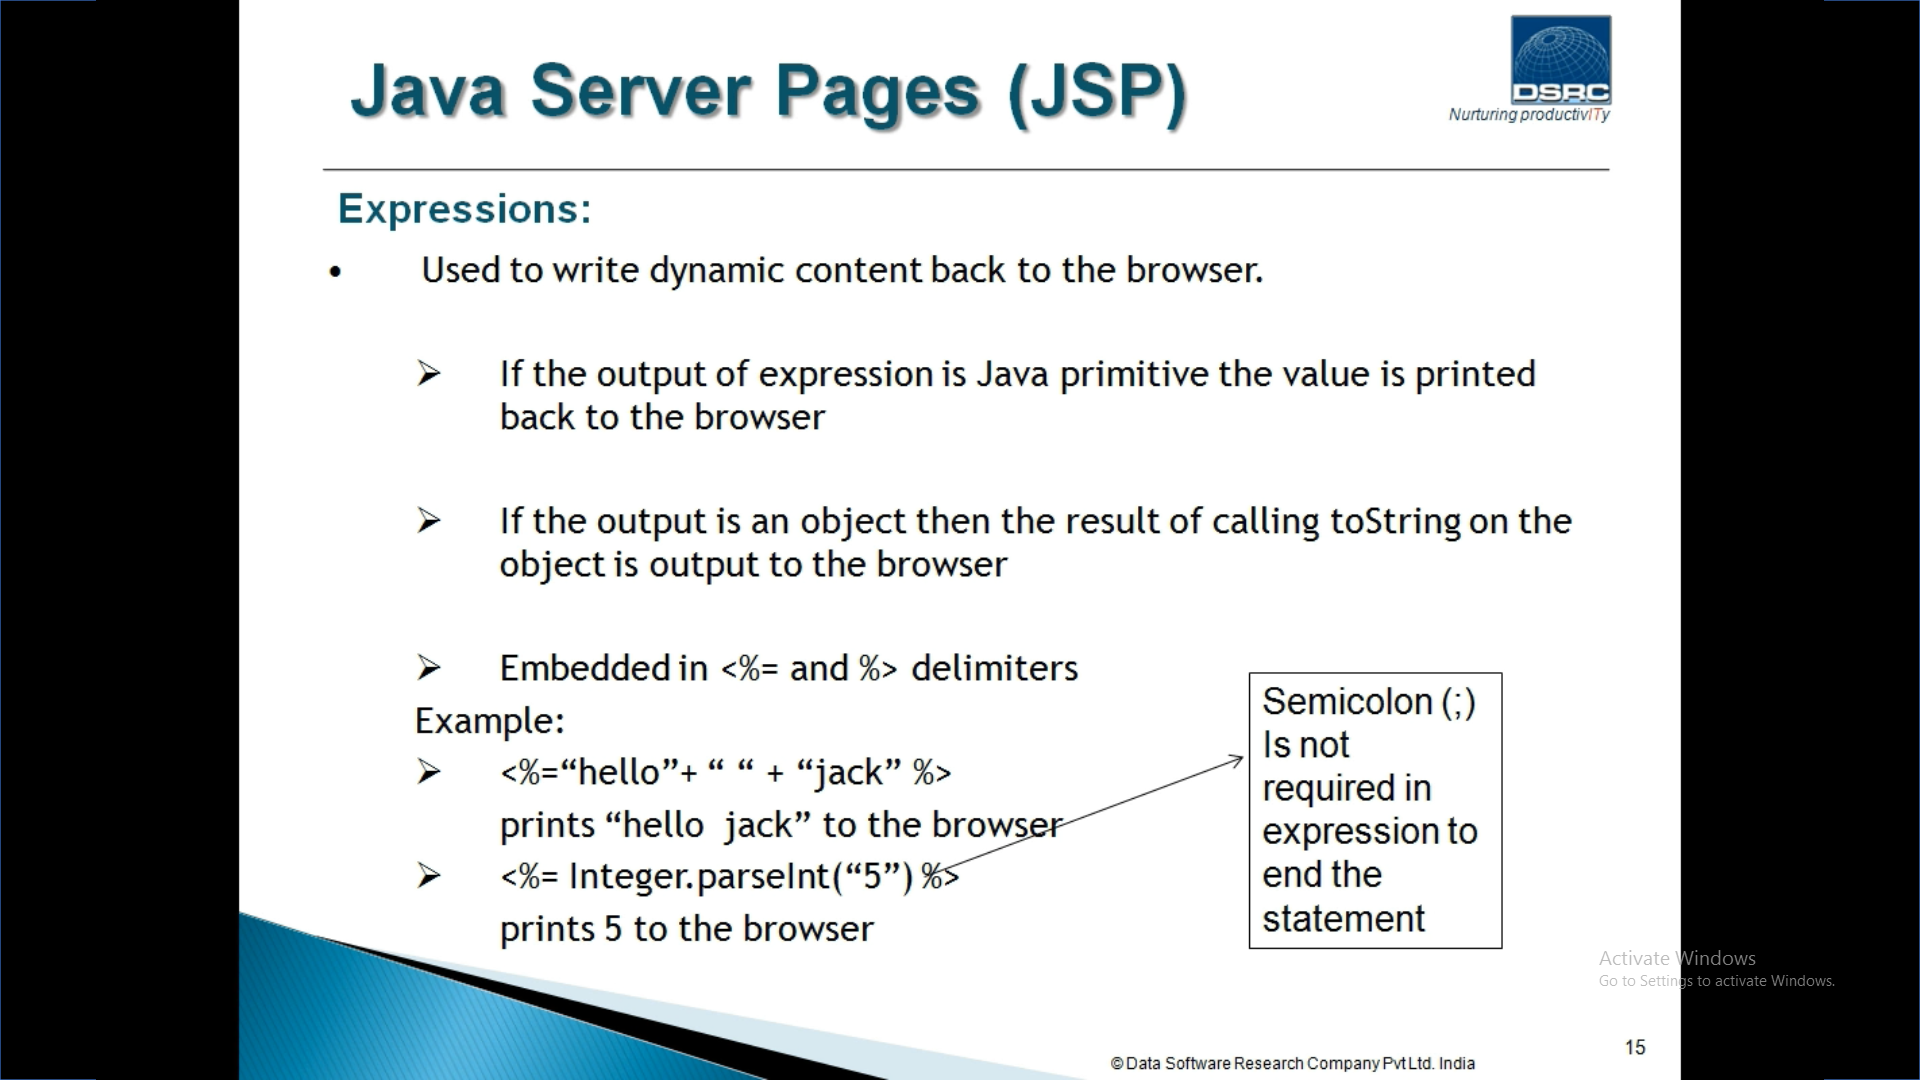 Java Server Pages (JSP)
DSRC
Nurturing productivITy
Expressions:
• Used to write dynamic content back to the browser.
➢ If the output of expression is Java primitive the value is printed
back to the browser
➢ If the output is an object then the result of calling toString on the
object is output to the browser
➢ Embedded in <%= and %> delimiters
Example:
➢ <%=“hello”+ “ “ + “jack” %>
prints “hello  jack” to the browser
➢ <%= Integer.parseInt(“5”) %>
prints 5 to the browser
Semicolon (;)
Is not
required in
expression to
end the
statement
Activate Windows
Go to Settings to activate Windows.
15
© Data Software Research Company Pvt Ltd. India